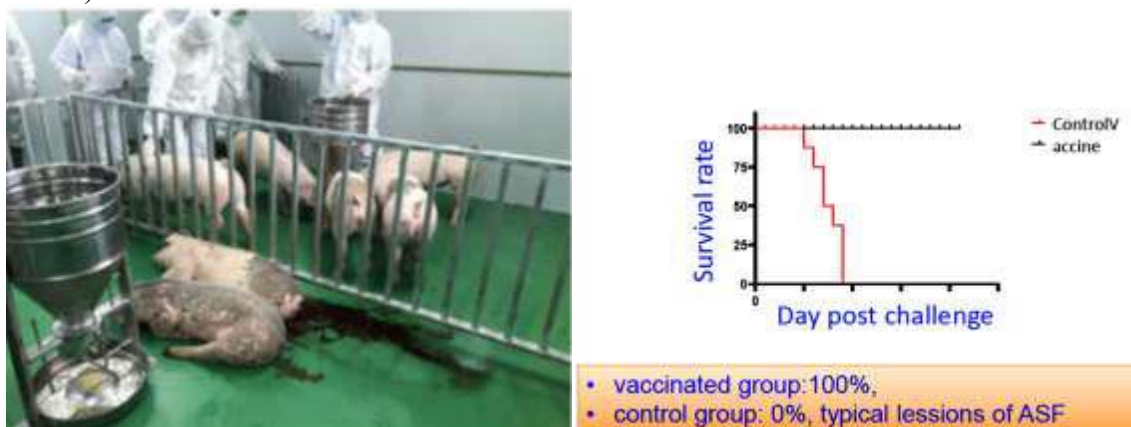 ControlV
accine
100
75
50
25
0
0
Survival rate
Day post challenge
• vaccinated group:100%,
• control group: 0%, typical lessions of ASF